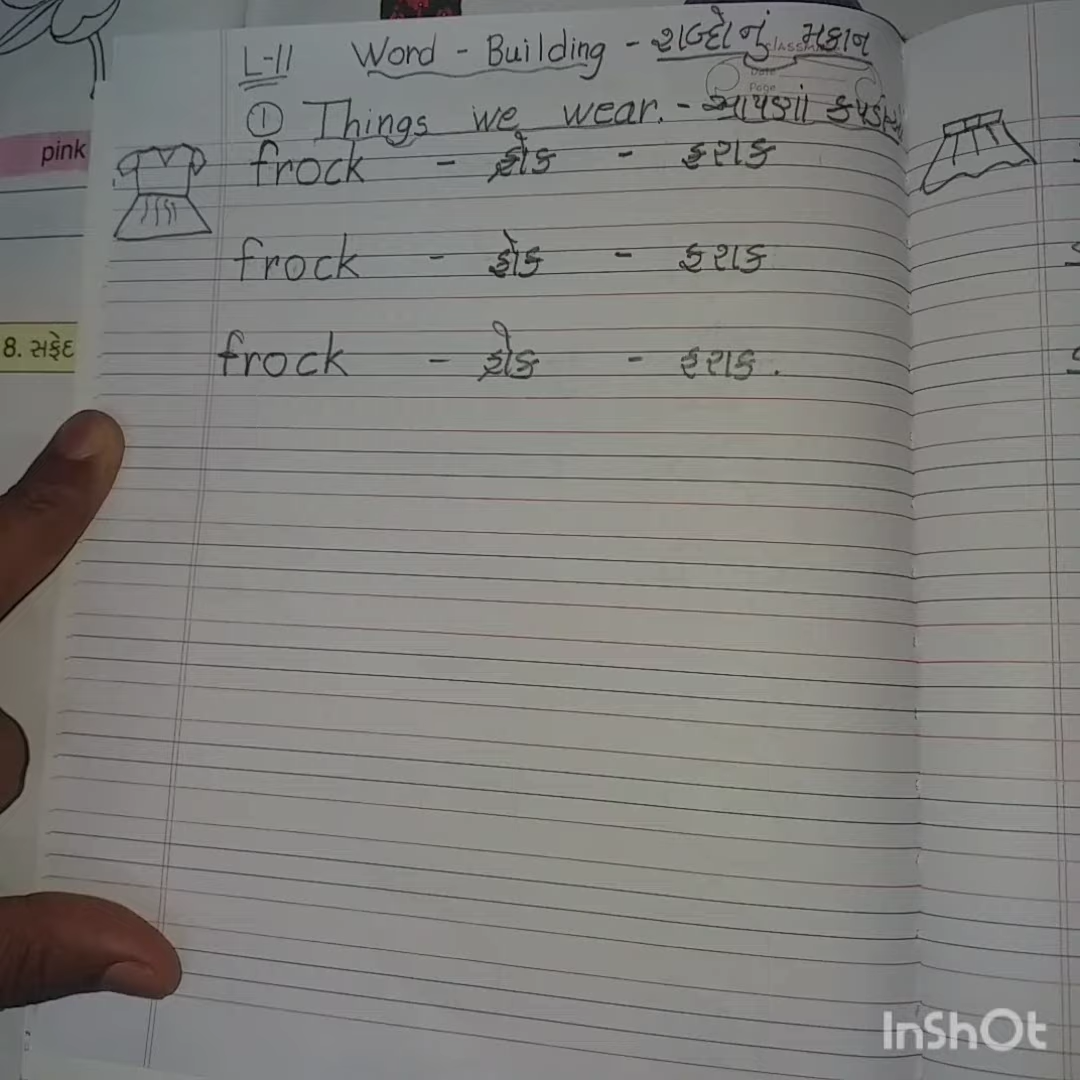 L-11 Word - Building - શબ્દોનું મકાન
① Things we wear. - આપણાં
frock - ફ્રોક - ફરાક
frock - ફ્રોક - ફરાક
frock - ફ્રોક - ફરાક.
pink
8. સફેદ
InShOt